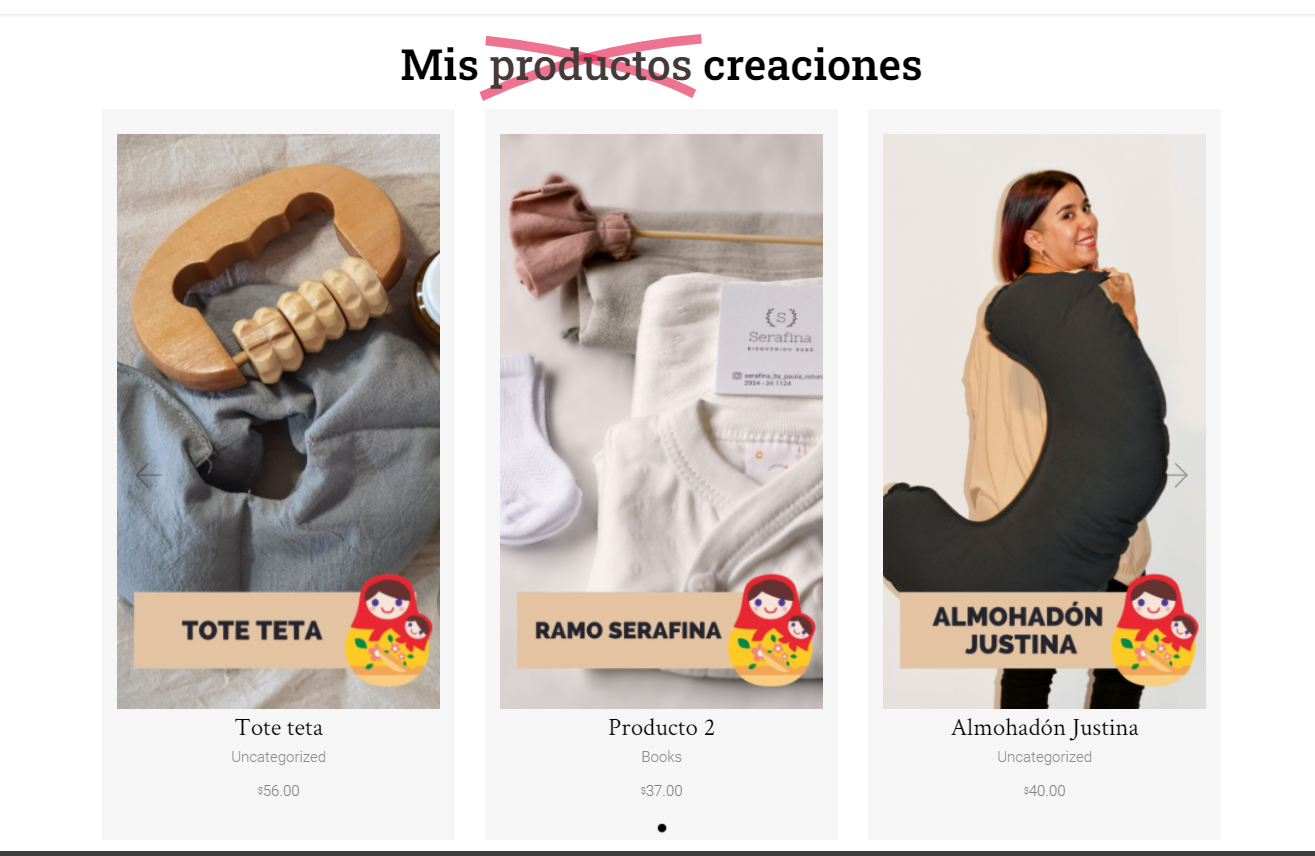 Mis productos creaciones
TOTE TETA
Tote teta
Uncategorized
$56.00
S
Serafina
BIENVENIDO BEBÉ
2954 - 34 1124
RAMO SERAFINA
Producto 2
Books
$37.00
ALMOHADÓN
JUSTINA
Almohadón Justina
Uncategorized
$40.00